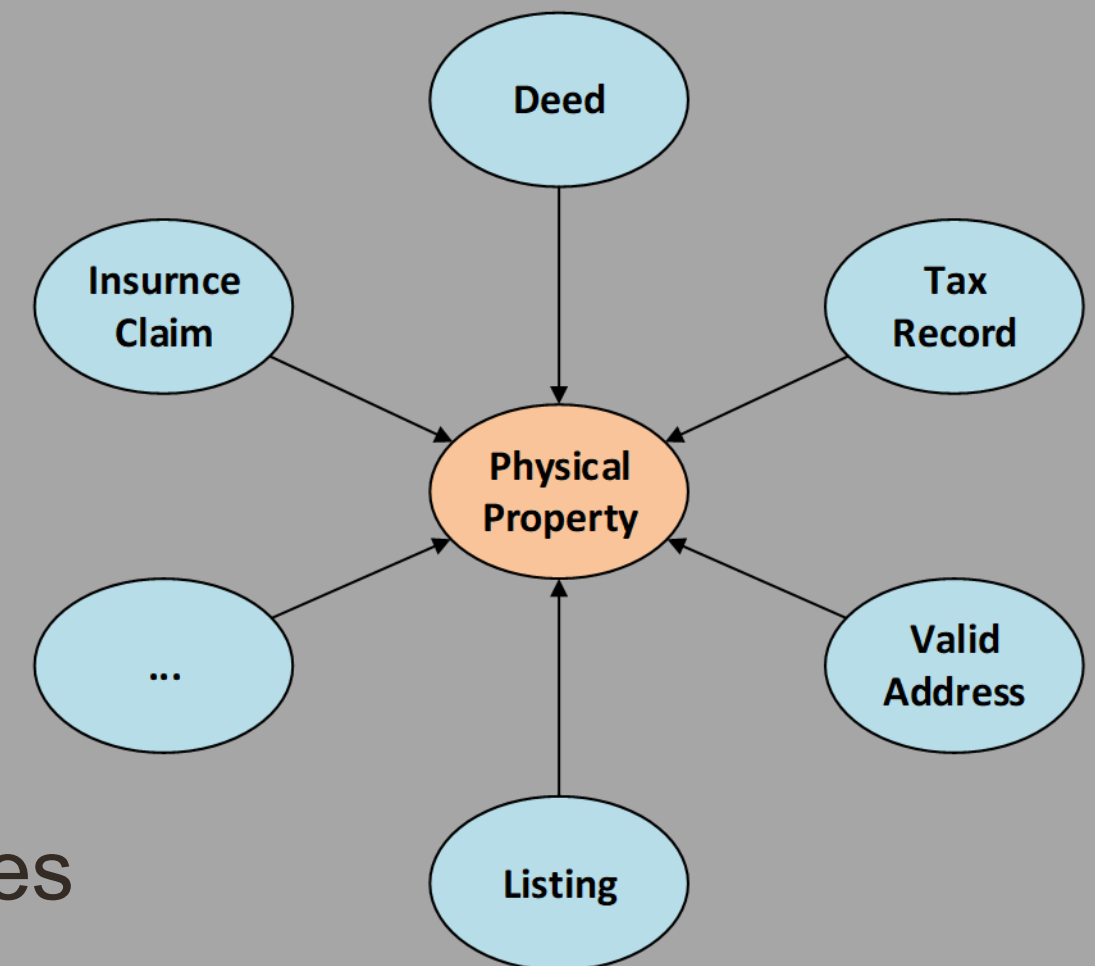 Deed
Insurnce
Claim
Tax
Record
Physical
Property
...
Valid
Address
Listing
es